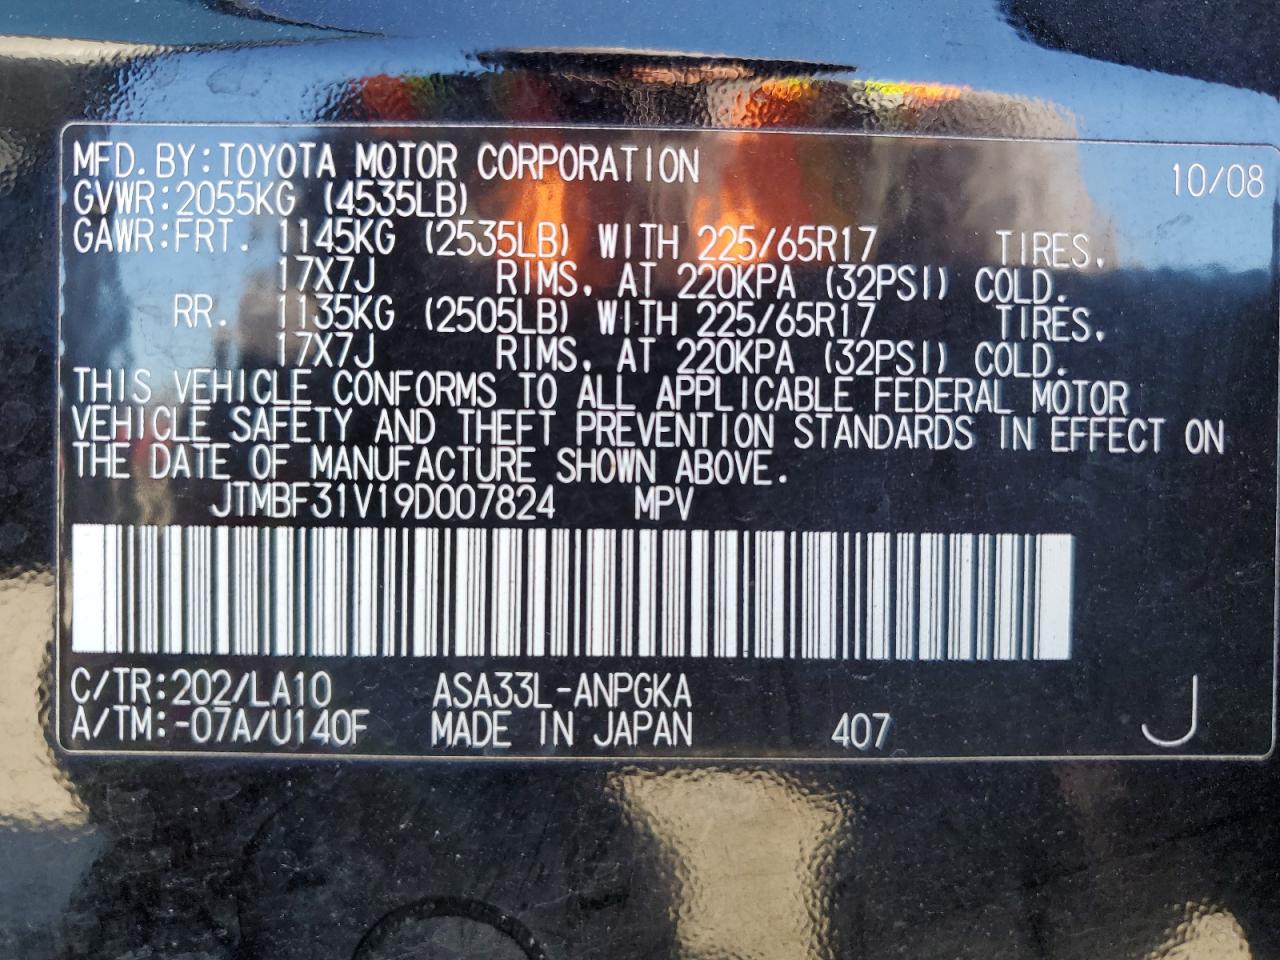 MFD.BY:TOYOTA MOTOR CORPORATION 10/08
GVWR:2055KG (4535LB)
GAWR:FRT. 1145KG (2535LB) WITH 225/65R17 TIRES,
17X7J RIMS, AT 220KPA (32PSI) COLD.
RR. 1135KG (2505LB) WITH 225/65R17 TIRES,
17X7J RIMS, AT 220KPA (32PSI) COLD.
THIS VEHICLE CONFORMS TO ALL APPLICABLE FEDERAL MOTOR
VEHICLE SAFETY AND THEFT PREVENTION STANDARDS IN EFFECT ON
THE DATE OF MANUFACTURE SHOWN ABOVE.
JTMBF31V19D007824 MPV
C/TR:202/LA10 ASA33L-ANPGKA J
A/TM:-07A/U140F MADE IN JAPAN 407